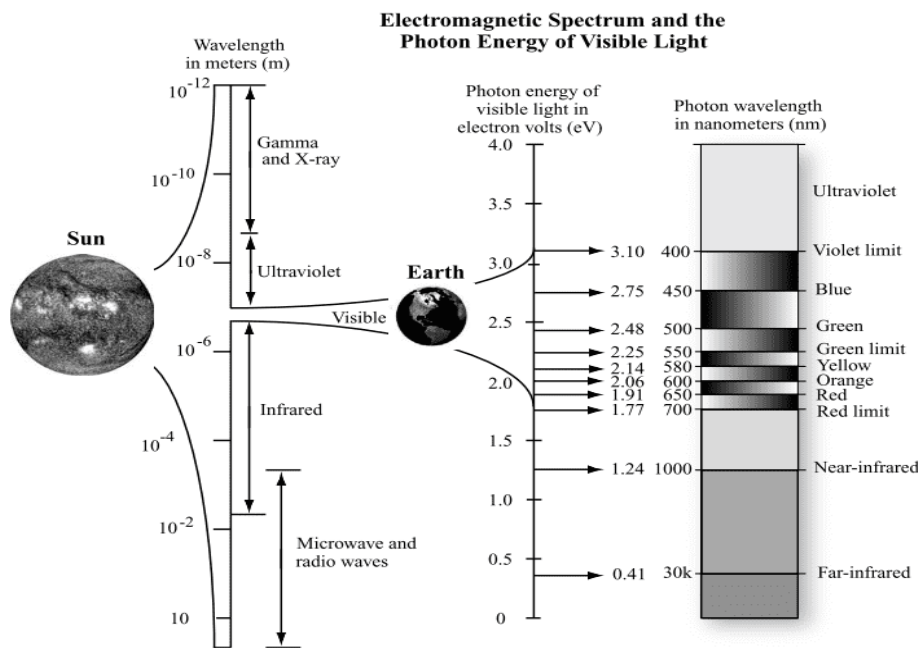 Electromagnetic Spectrum and the
Photon Energy of Visible Light
Wavelength
in meters (m)
10-12
10-10
10-8
10-6
10-4
10-2
10
Gamma
and X-ray
Ultraviolet
Visible
Infrared
Microwave and
radio waves
Sun
Earth
Photon energy of
visible light in
electron volts (eV)
4.0
3.5
3.0
2.5
2.0
1.5
1.0
0.5
0
3.10
2.75
2.48
2.25
2.14
2.06
1.91
1.77
1.24
0.41
Photon wavelength
in nanometers (nm)
400
450
500
550
580
600
650
700
1000
30k
Ultraviolet
Violet limit
Blue
Green
Green limit
Yellow
Orange
Red
Red limit
Near-infrared
Far-infrared